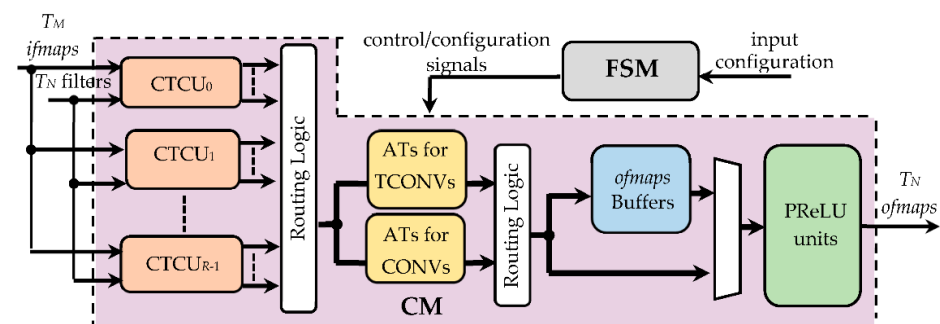 TM
ifmaps
TN filters
CTCU0
CTCU1
CTCUR-1
Routing Logic
control/configuration
signals
FSM
input
configuration
ATs for
TCONVs
ATs for
CONVs
CM
Routing Logic
ofmaps
Buffers
PReLU
units
TN
ofmaps